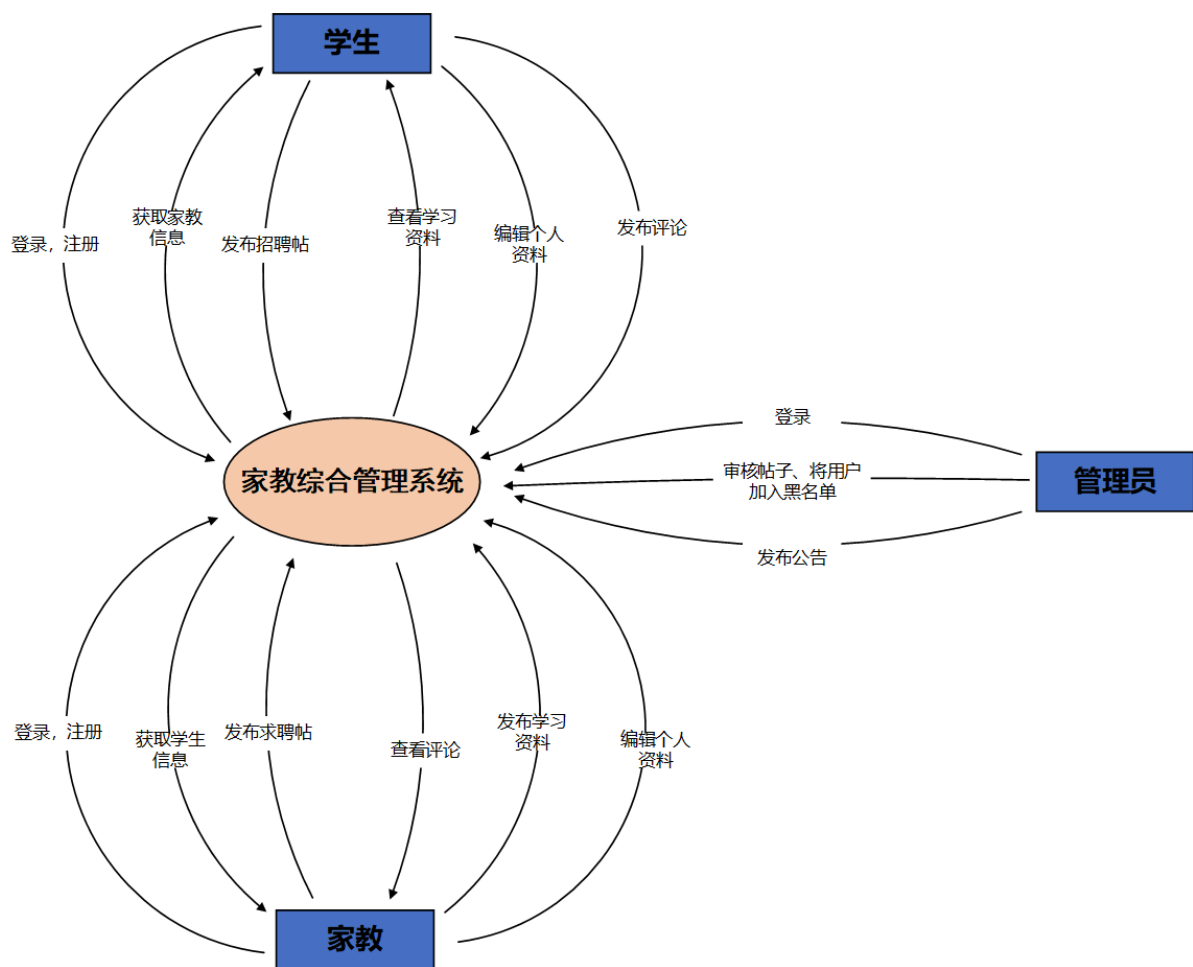 学生
获取家教
信息
登录，注册
发布招聘帖
查看学习
资料
编辑个人
资料
发布评论
家教综合管理系统
登录
审核帖子、将用户
加入黑名单
发布公告
管理员
登录，注册
获取学生
信息
发布求聘帖
查看评论
发布学习
资料
编辑个人
资料
家教